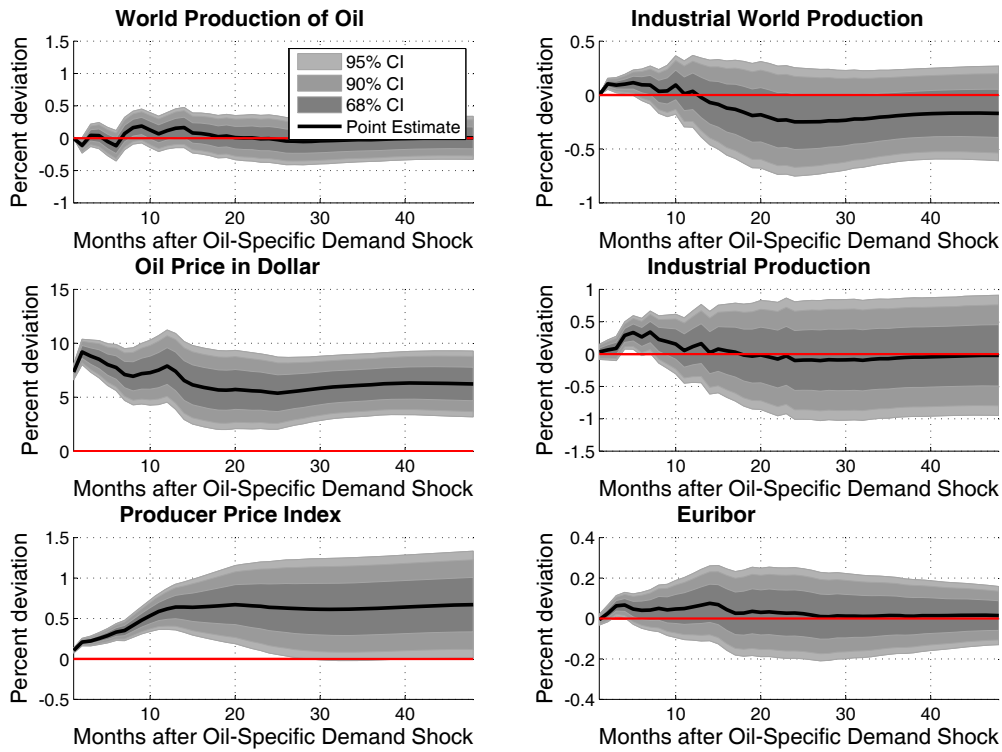 World Production of Oil
1.5
1
0.5
0
-0.5
-1
Percent deviation
95% CI
90% CI
68% CI
Point Estimate
10 20 30 40
Months after Oil-Specific Demand Shock
Industrial World Production
0.5
0
-0.5
-1
Percent deviation
10 20 30 40
Months after Oil-Specific Demand Shock
Oil Price in Dollar
15
10
5
0
Percent deviation
10 20 30 40
Months after Oil-Specific Demand Shock
Industrial Production
1
0.5
0
-0.5
-1
-1.5
Percent deviation
10 20 30 40
Months after Oil-Specific Demand Shock
Producer Price Index
1.5
1
0.5
0
0.5
Percent deviation
10 20 30 40
Months after Oil-Specific Demand Shock
Euribor
0.4
0.2
0
-0.2
-0.4
Percent deviation
10 20 30 40
Months after Oil-Specific Demand Shock